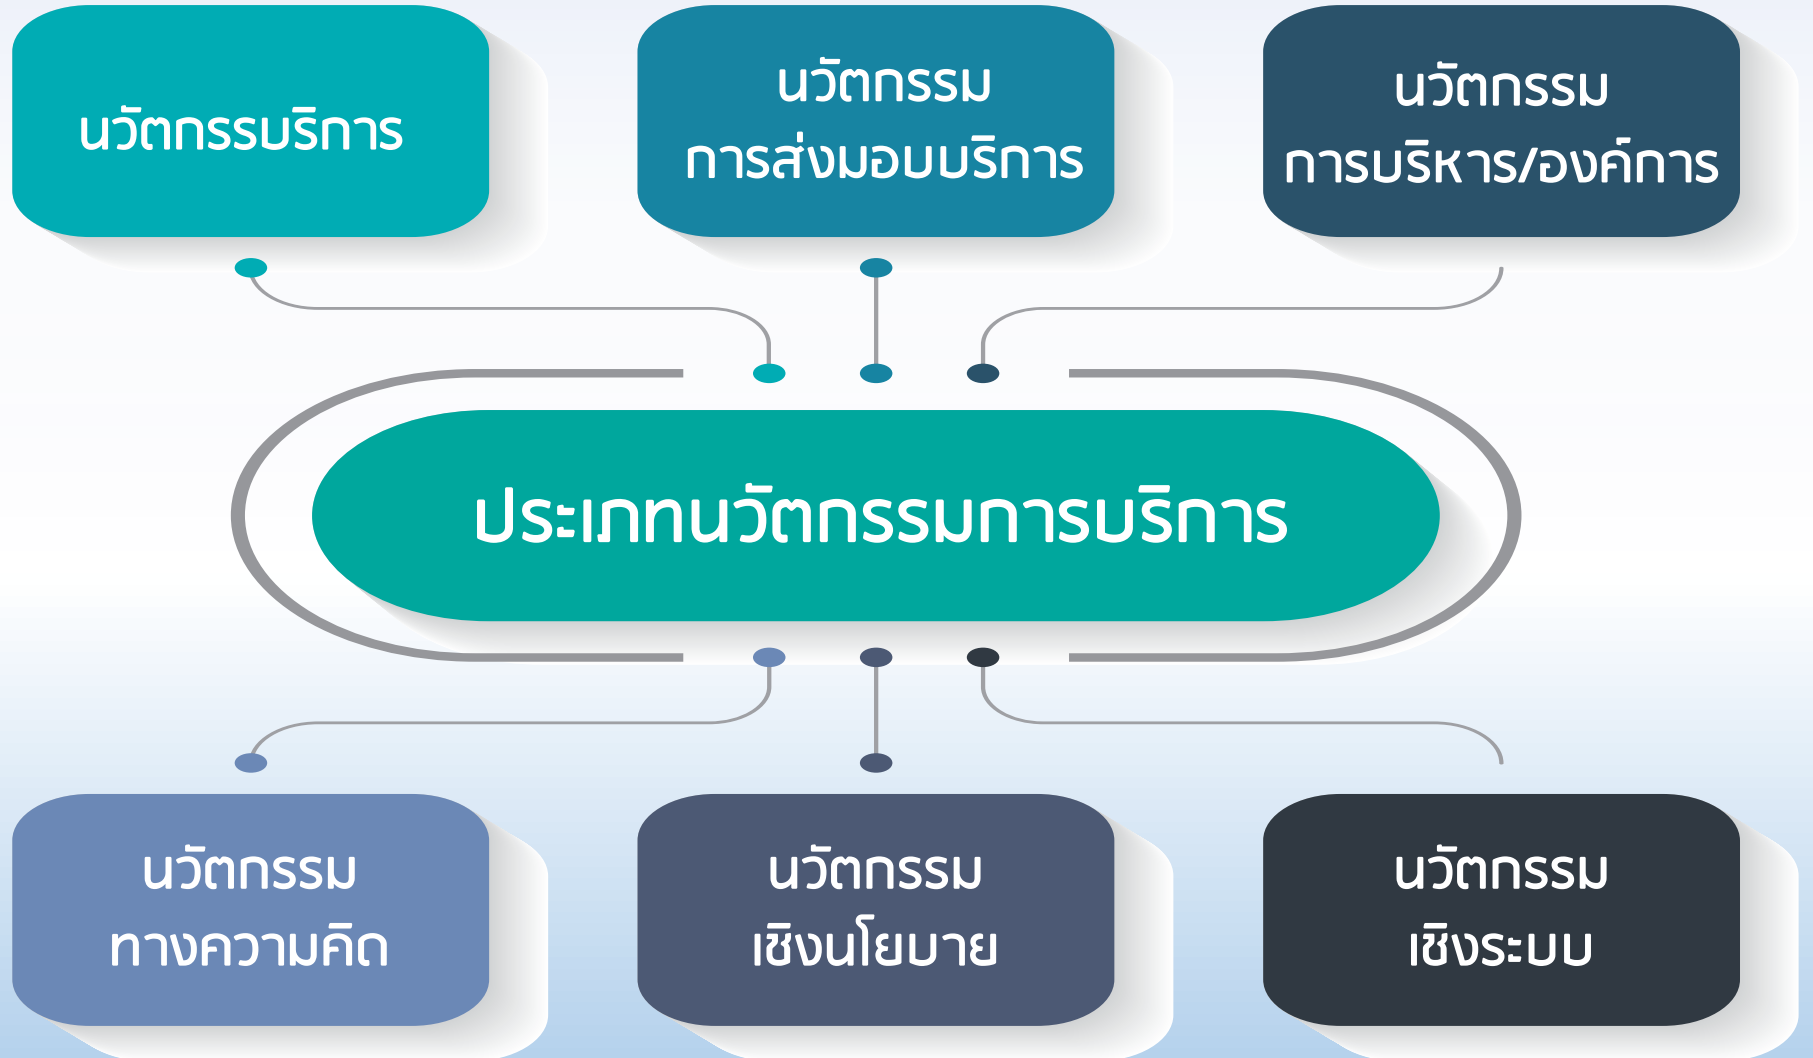 นวัตกรรบริการ
นวัตกรรม
การส่งมอบบริการ
นวัตกรรม
การบริหาร/องค์การ
ประเภทนวัตกรรมการบริการ
นวัตกรรม
ทางความคิด
นวัตกรรม
เชิงนโยบาย
นวัตกรรม
เชิงระบบ